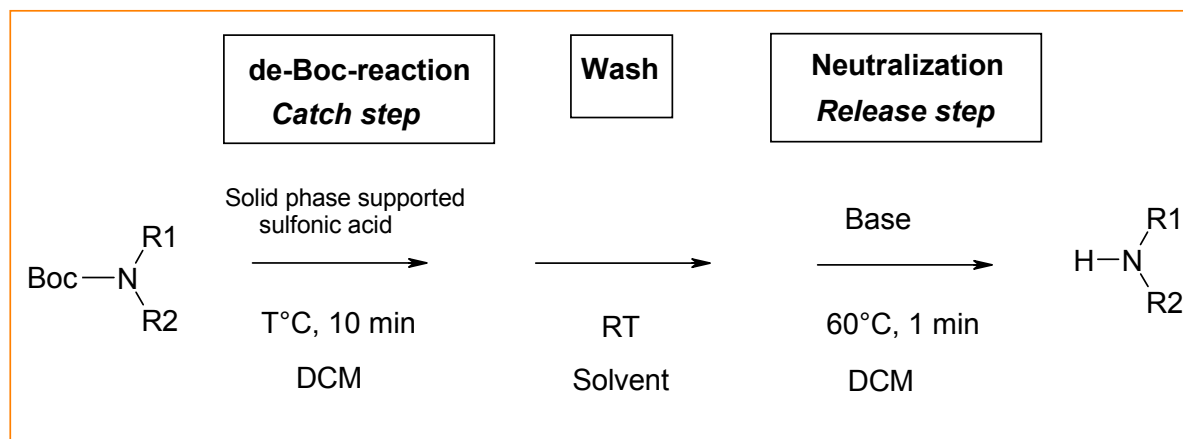 de-Boc-reaction
Catch step
Wash
Neutralization
Release step
Solid phase supported
sulfonic acid
Base
Boc
N
R1
R2
H
N
R1
R2
T°C, 10 min
DCM
RT
Solvent
60°C, 1 min
DCM